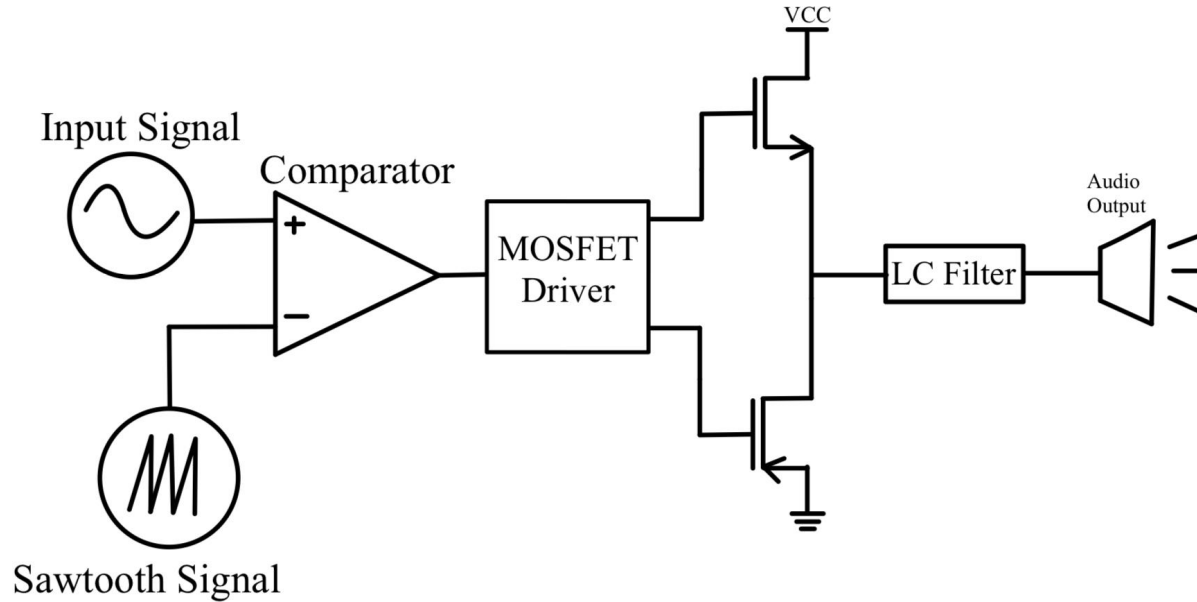 VCC
Input Signal
Comparator
+
−
MOSFET
Driver
LC Filter
Audio
Output
Sawtooth Signal